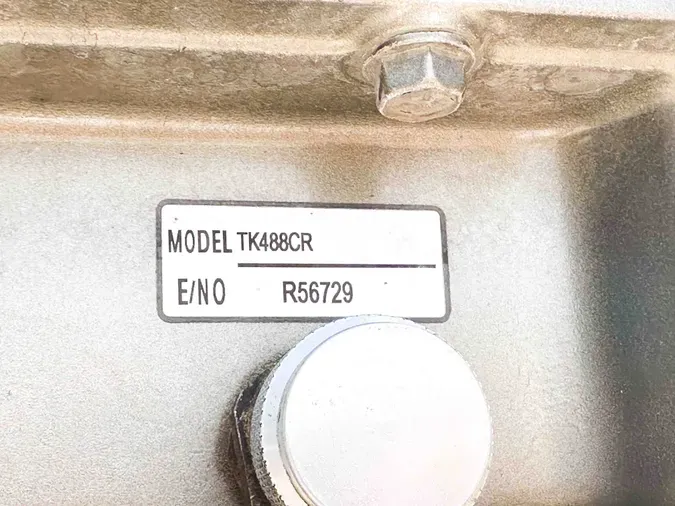 MODEL TK488CR
E/NO R56729